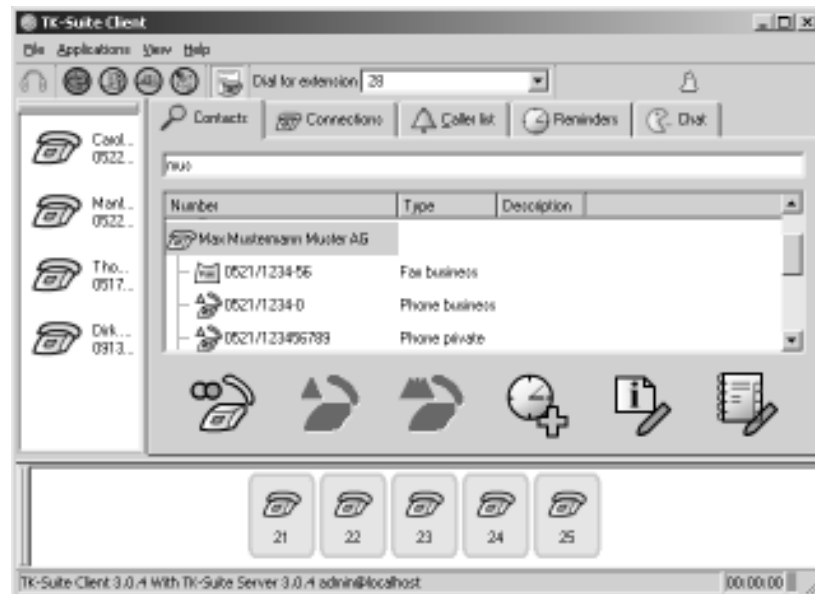 TK-Suite Client
File Applications View Help
Dial for extension 28
Contacts Connections Caller list Reminders Chat
Carol...
0522...
mus
Number Type Description
Manl...
0522...
Max Mustermann Muster AG
Tho...
0517...
Fax 0521/1234-56 Fax business
0521/1234-0 Phone business
Dirk...
0913...
0521/123456789 Phone private
21 22 23 24 25
TK-Suite Client 3.0.4 With TK-Suite Server 3.0.4 admin@localhost 00:00:00